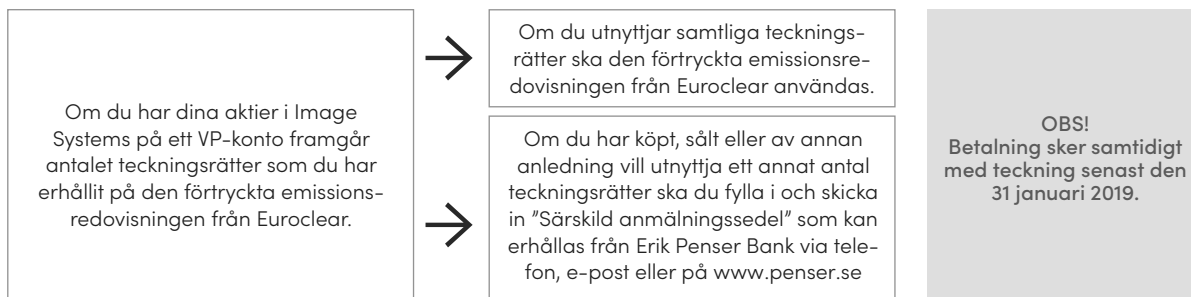 Om du har dina aktier i Image
Systems på ett VP-konto framgår
antalet teckningsrätter som du har
erhållit på den förtryckta emissions-
redovisningen från Euroclear.
Om du utnyttjar samtliga tecknings-
rätter ska den förtryckta emissionsre-
dovisningen från Euroclear användas.
Om du har köpt, sålt eller av annan
anledning vill utnyttja ett annat antal
teckningsrätter ska du fylla i och skicka
in ”Särskild anmälningssedel” som kan
erhållas från Erik Penser Bank via tele-
fon, e-post eller på www.penser.se
OBS!
Betalning sker samtidigt
med teckning senast den
31 januari 2019.